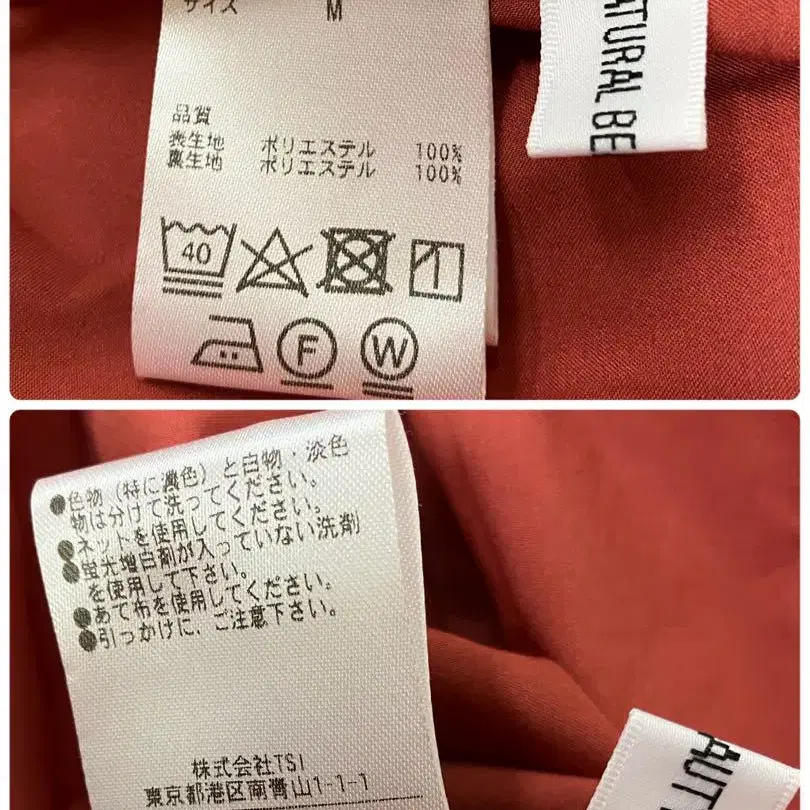 サイズ M
ATURAL BE
品質
表生地 ポリエステル 100%
裏生地 ポリエステル 100%
40
F
W
●色物（特に濃色）と白物・淡色
物は分けて洗ってください。
●ネットを使用してください。
●蛍光増白剤が入っていない洗剤
を使用して下さい。
●あて布を使用してください。
●引っかけに、ご注意下さい。
株式会社TSI
東京都港区南青山1-1-1
AUT